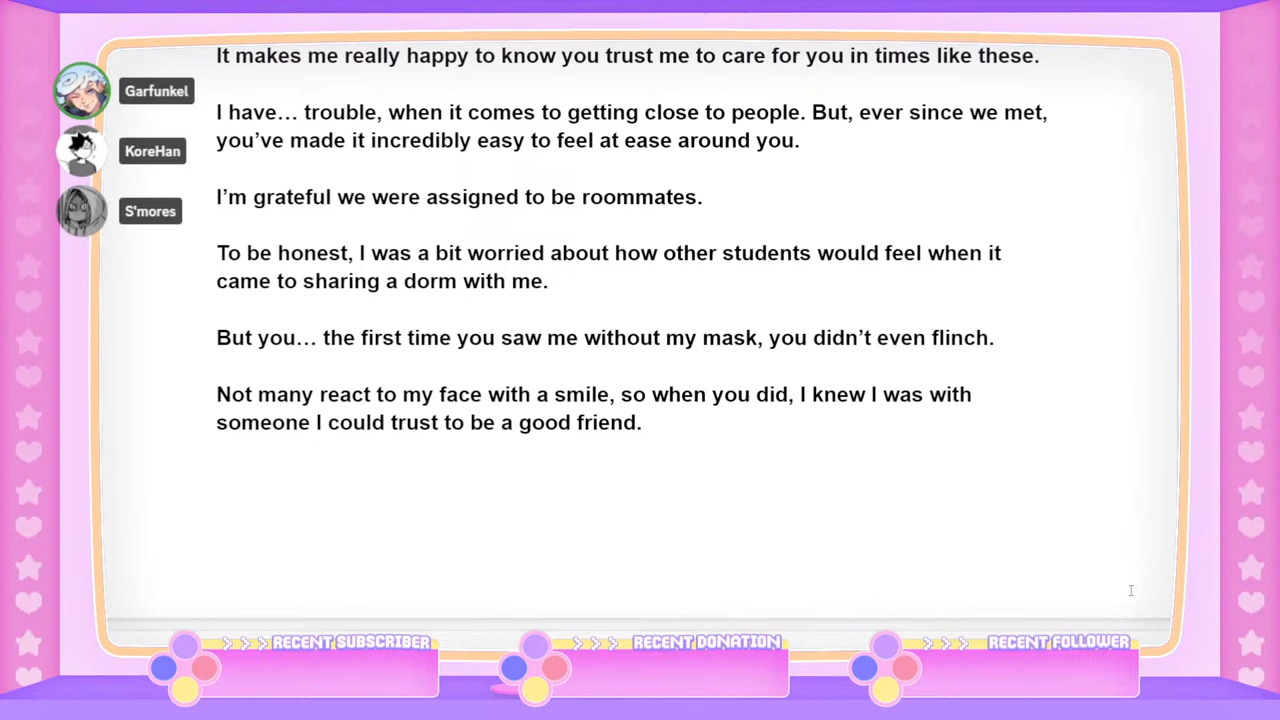 It makes me really happy to know you trust me to care for you in times like these.
Garfunkel
I have… trouble, when it comes to getting close to people. But, ever since we met,
you’ve made it incredibly easy to feel at ease around you.
KoreHan
I’m grateful we were assigned to be roommates.
S'mores
To be honest, I was a bit worried about how other students would feel when it
came to sharing a dorm with me.
But you… the first time you saw me without my mask, you didn’t even flinch.
Not many react to my face with a smile, so when you did, I knew I was with
someone I could trust to be a good friend.
> > > RECENT SUBSCRIBER
> > > RECENT DONATION
> > > RECENT FOLLOWER